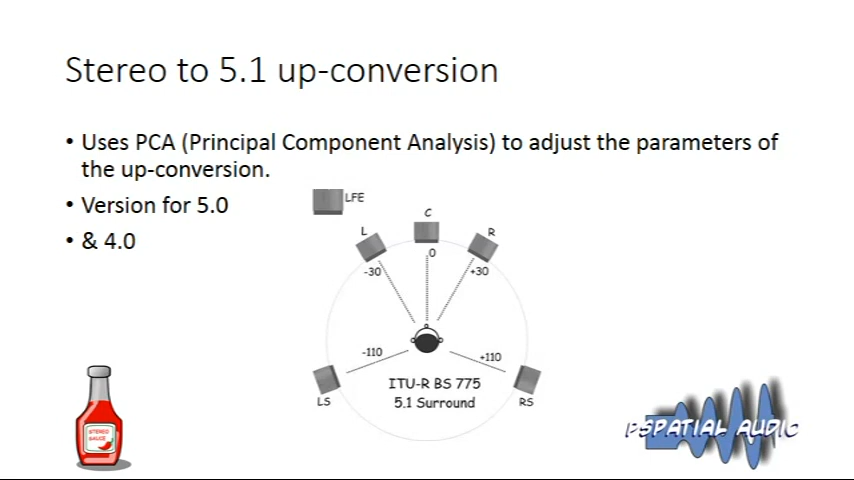 Stereo to 5.1 up-conversion
• Uses PCA (Principal Component Analysis) to adjust the parameters of
the up-conversion.
• Version for 5.0
• & 4.0
LFE
C
L
R
0
-30
+30
-110
+110
ITU-R BS 775
5.1 Surround
LS
RS
STEREO
SAUCE
PSPATIAL AUDIO